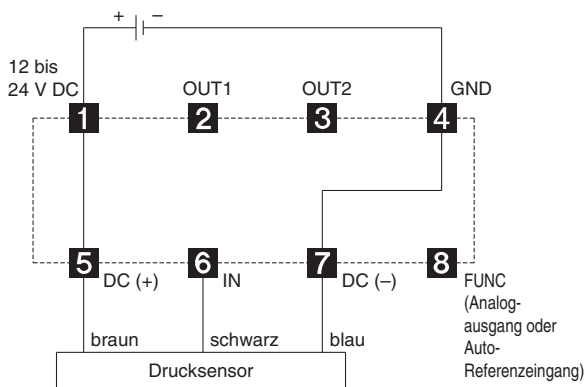 + –
12 bis
24 V DC
OUT1
OUT2
GND
1
2
3
4
5
6
7
8
DC (+)
IN
DC (–)
FUNC
(Analog-
ausgang oder
Auto-
Referenzeingang)
braun
schwarz
blau
Drucksensor